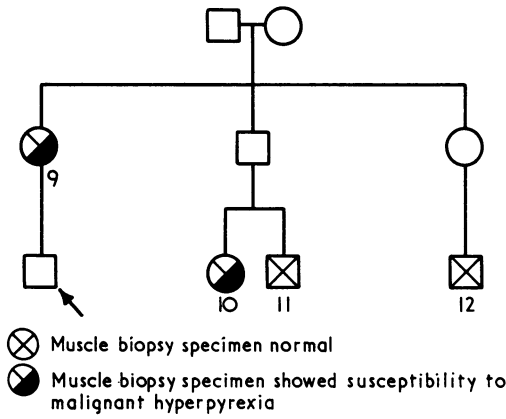 9
10 11 12
Muscle biopsy specimen normal
Muscle biopsy specimen showed susceptibility to
malignant hyperpyrexia